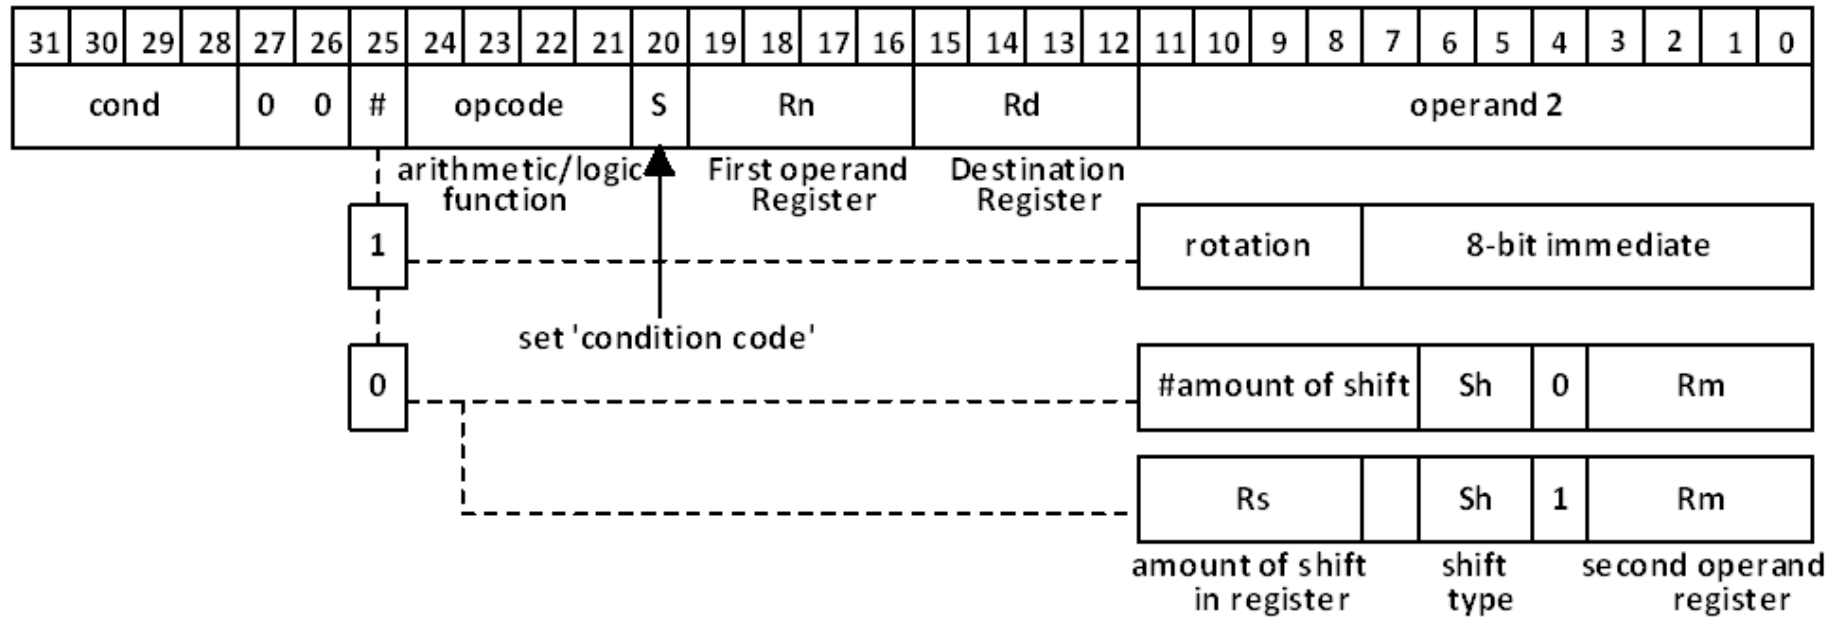 31 30 29 28 27 26 25 24 23 22 21 20 19 18 17 16 15 14 13 12 11 10 9 8 7 6 5 4 3 2 1 0
cond 0 0 # opcode S Rn Rd operand 2
arithmetic/logic First operand Destination
function Register Register
1 rotation 8-bit immediate
set 'condition code'
0 #amount of shift Sh 0 Rm
Rs Sh 1 Rm
amount of shift shift second operand
in register type register